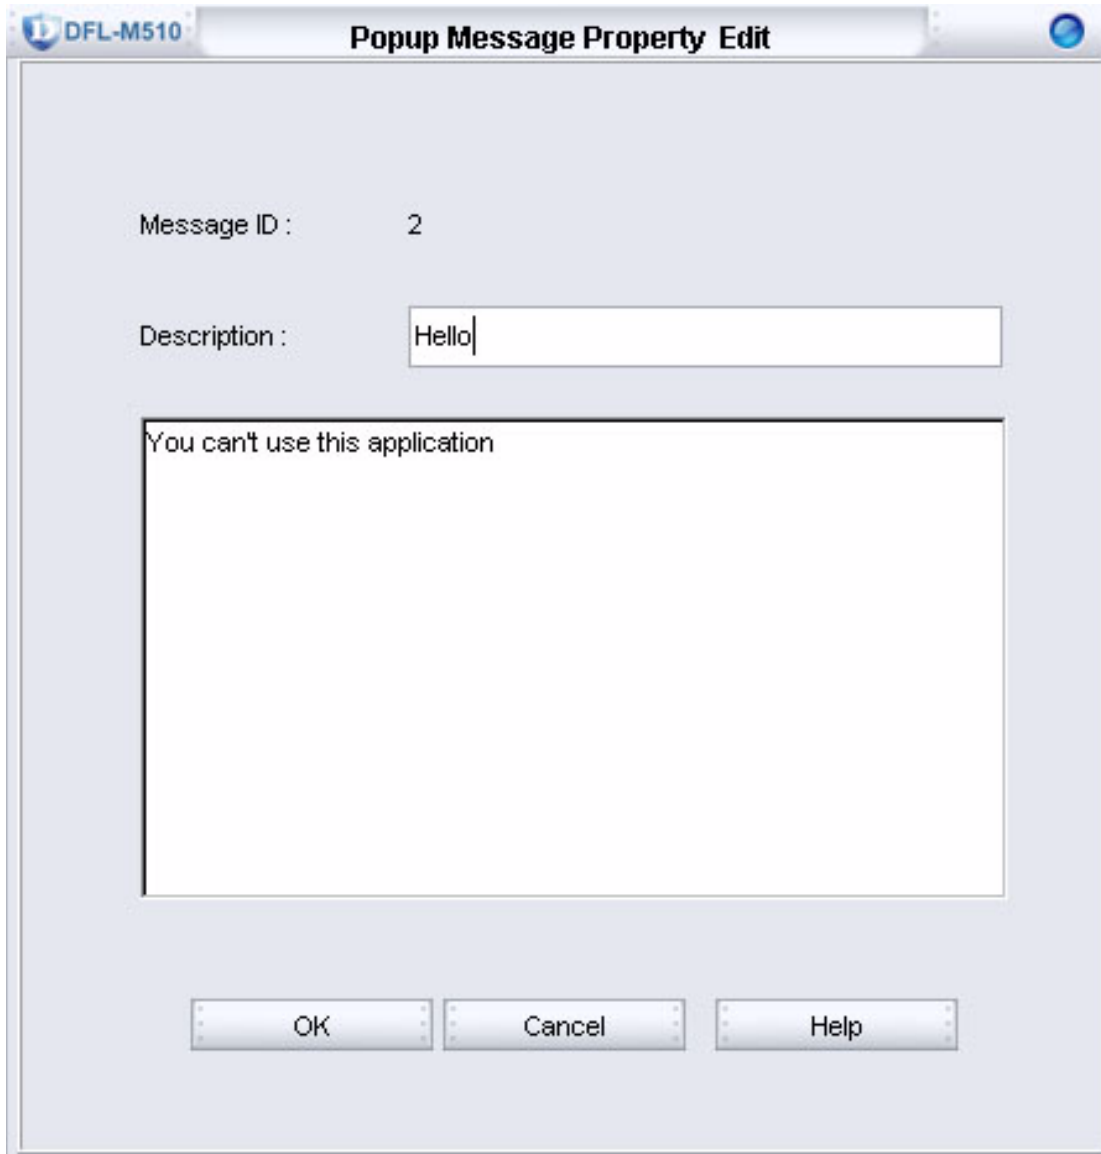 DFL-M510
Popup Message Property Edit
Message ID : 2
Description : Hello
You can't use this application
OK Cancel Help